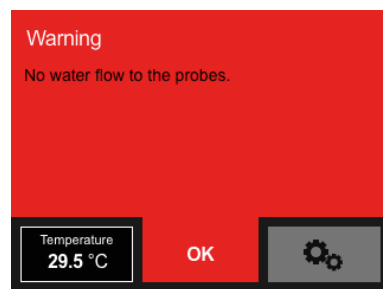 Warning
No water flow to the probes.
Temperature
29.5 °C
OK